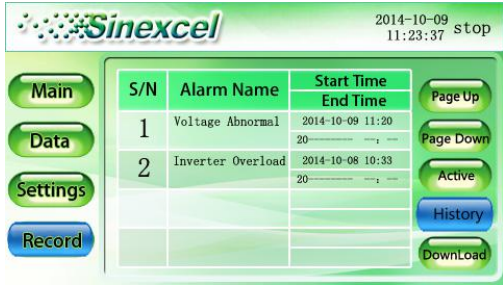 Sinexcel
2014-10-09
11:23:37 stop
Main
Data
Settings
Record
S/N Alarm Name Start Time
End Time
1 Voltage Abnormal 2014-10-09 11:20
20-------- --: --
2 Inverter Overload 2014-10-08 10:33
20-------- --: --
Page Up
Page Down
Active
History
DownLoad